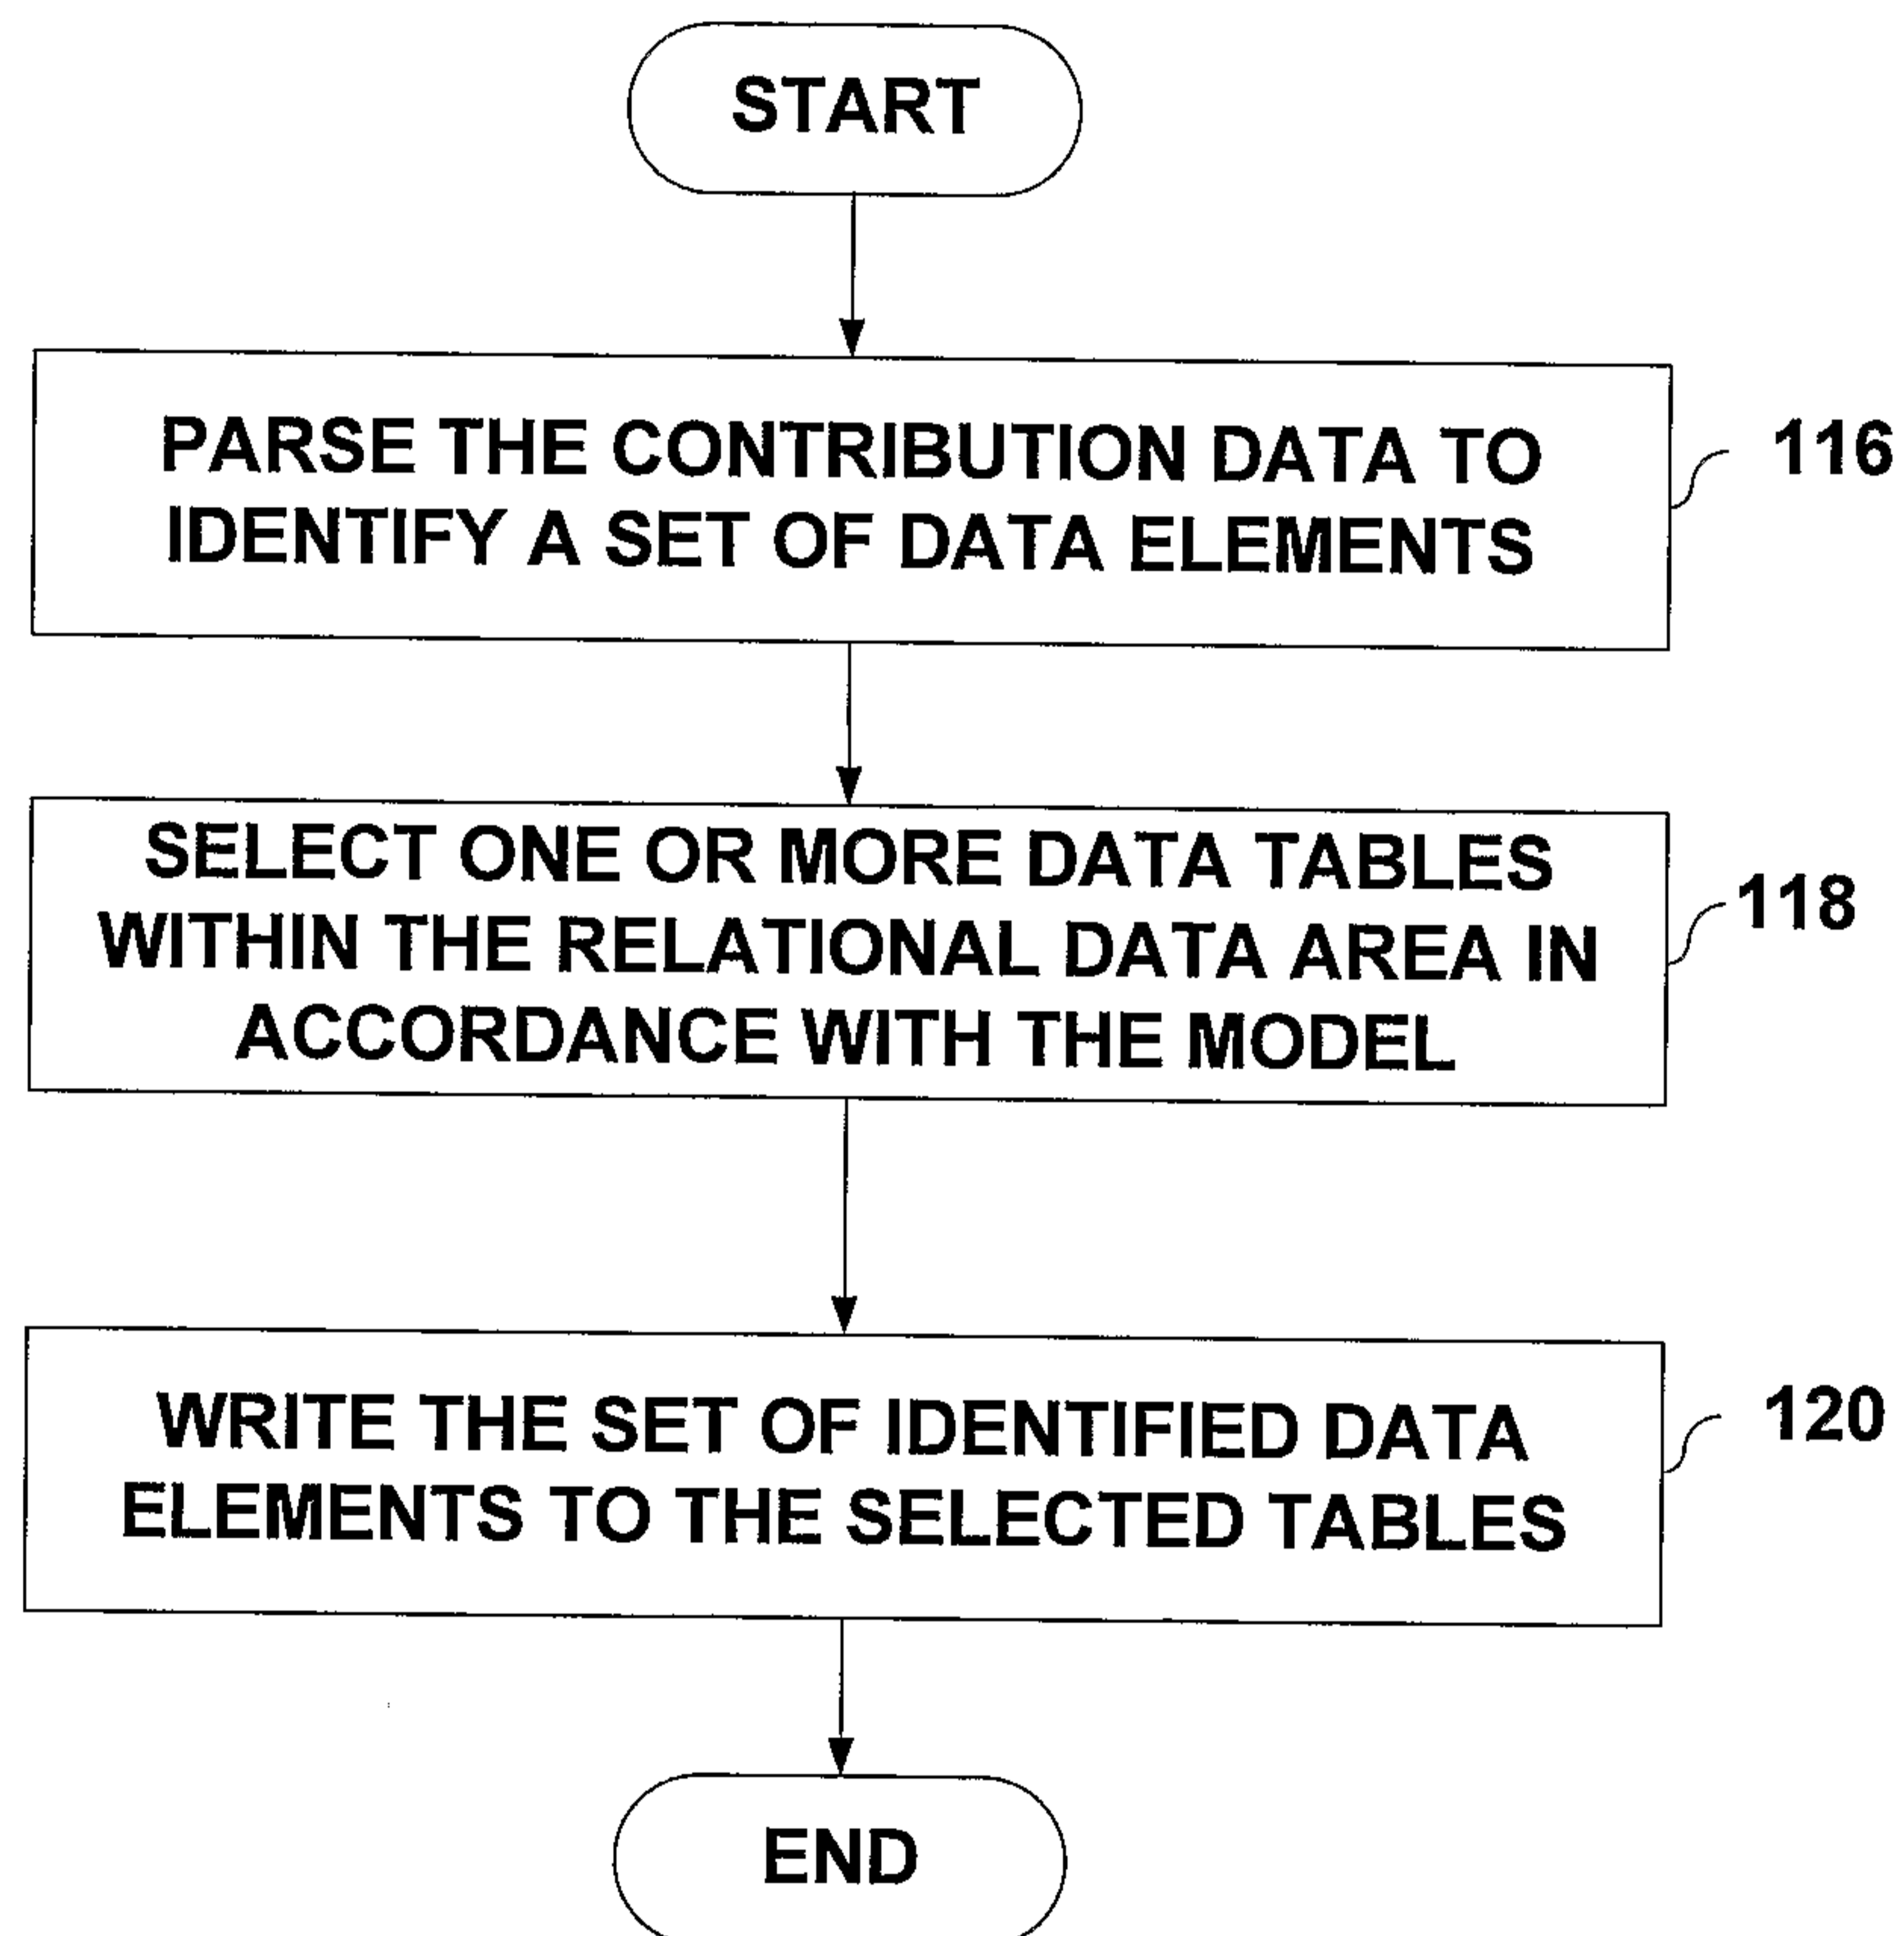 START
PARSE THE CONTRIBUTION DATA TO
IDENTIFY A SET OF DATA ELEMENTS
116
SELECT ONE OR MORE DATA TABLES
WITHIN THE RELATIONAL DATA AREA IN
ACCORDANCE WITH THE MODEL
118
WRITE THE SET OF IDENTIFIED DATA
ELEMENTS TO THE SELECTED TABLES
120
END